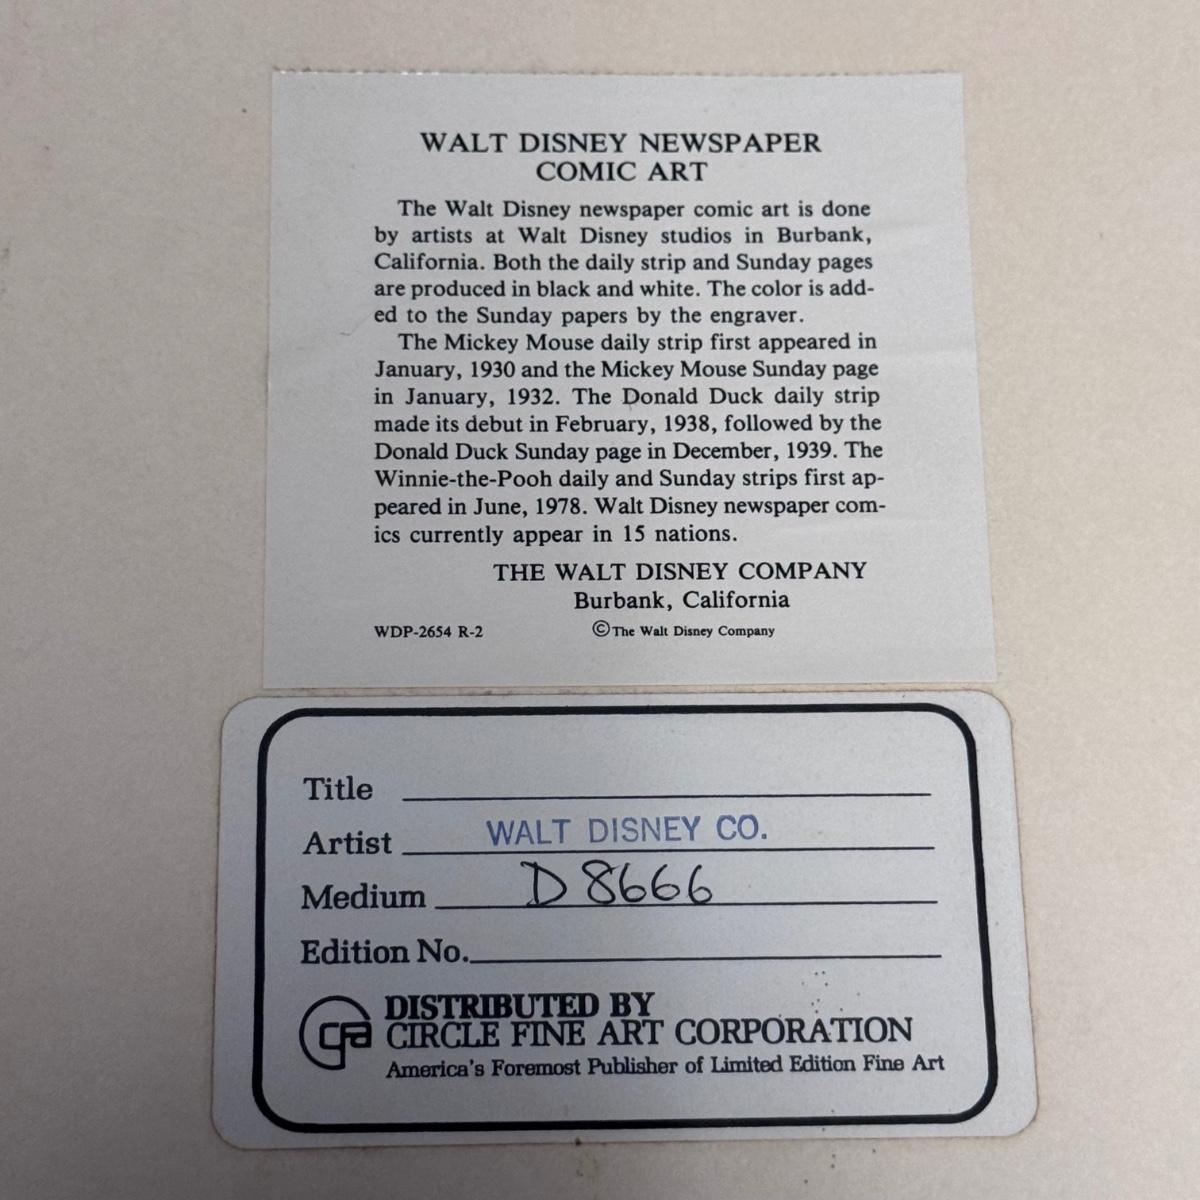 WALT DISNEY NEWSPAPER
COMIC ART
The Walt Disney newspaper comic art is done
by artists at Walt Disney studios in Burbank,
California. Both the daily strip and Sunday pages
are produced in black and white. The color is add-
ed to the Sunday papers by the engraver.
The Mickey Mouse daily strip first appeared in
January, 1930 and the Mickey Mouse Sunday page
in January, 1932. The Donald Duck daily strip
made its debut in February, 1938, followed by the
Donald Duck Sunday page in December, 1939. The
Winnie-the-Pooh daily and Sunday strips first ap-
peared in June, 1978. Walt Disney newspaper com-
ics currently appear in 15 nations.
THE WALT DISNEY COMPANY
Burbank, California
WDP-2654 R-2 © The Walt Disney Company
Title
Artist WALT DISNEY CO.
Medium D8666
Edition No.
cfa DISTRIBUTED BY
CIRCLE FINE ART CORPORATION
America's Foremost Publisher of Limited Edition Fine Art